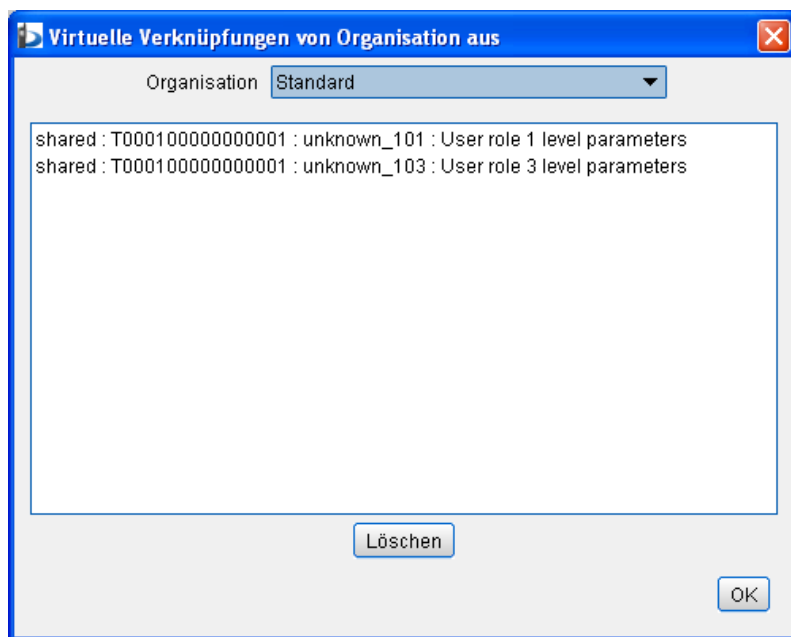 Virtuelle Verknüpfungen von Organisation aus
Organisation Standard
shared : T000100000000001 : unknown_101 : User role 1 level parameters
shared : T000100000000001 : unknown_103 : User role 3 level parameters
Löschen
OK